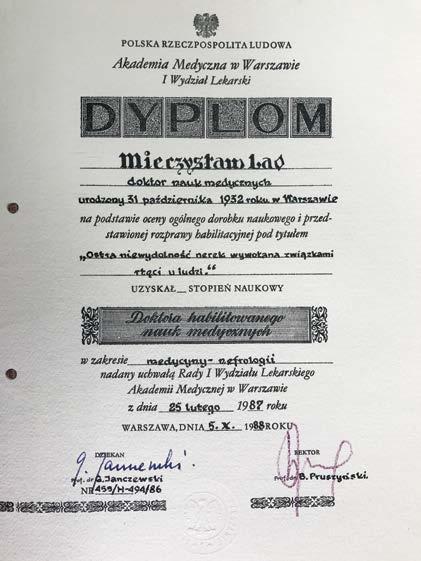 POLSKA RZECZPOSPOLITA LUDOWA
Akademia Medyczna w Warszawie
I Wydział Lekarski
DYPLOM
Mieczysław Lao
doktor nauk medycznych
urodzony 31 października 1932 roku w Warszawie
na podstawie oceny ogólnego dorobku naukowego i przed-
stawionej rozprawy habilitacyjnej pod tytułem
„Ostra niewydolność nerek wywołana związkami
rtęci u ludzi.“
UZYSKAŁ STOPIEŃ NAUKOWY
Doktora habilitowanego
nauk medycznych
w zakresie medycyny-nefrologii
nadany uchwałą Rady I Wydziału Lekarskiego
Akademii Medycznej w Warszawie
z dnia 25 lutego 1987 roku
WARSZAWA, DNIA 5. X. 1988 ROKU
DZIEKAN
prof. dr G. Janczewski
NR 459/H-494/86
REKTOR
prof. dr B. Pruszyński.